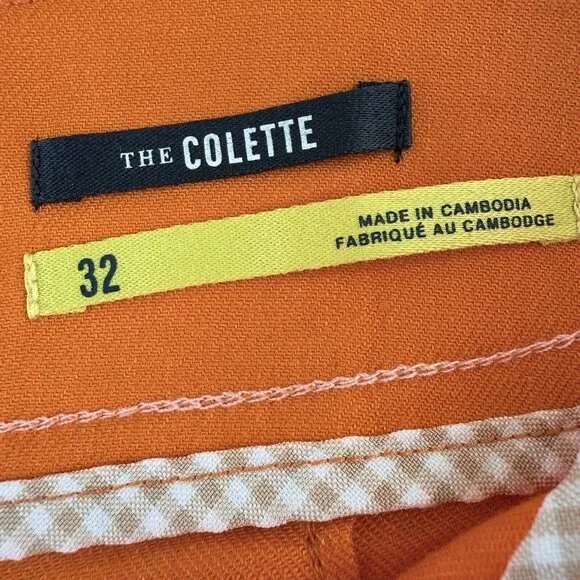 THE COLETTE
32
MADE IN CAMBODIA
FABRIQUÉ AU CAMBODGE